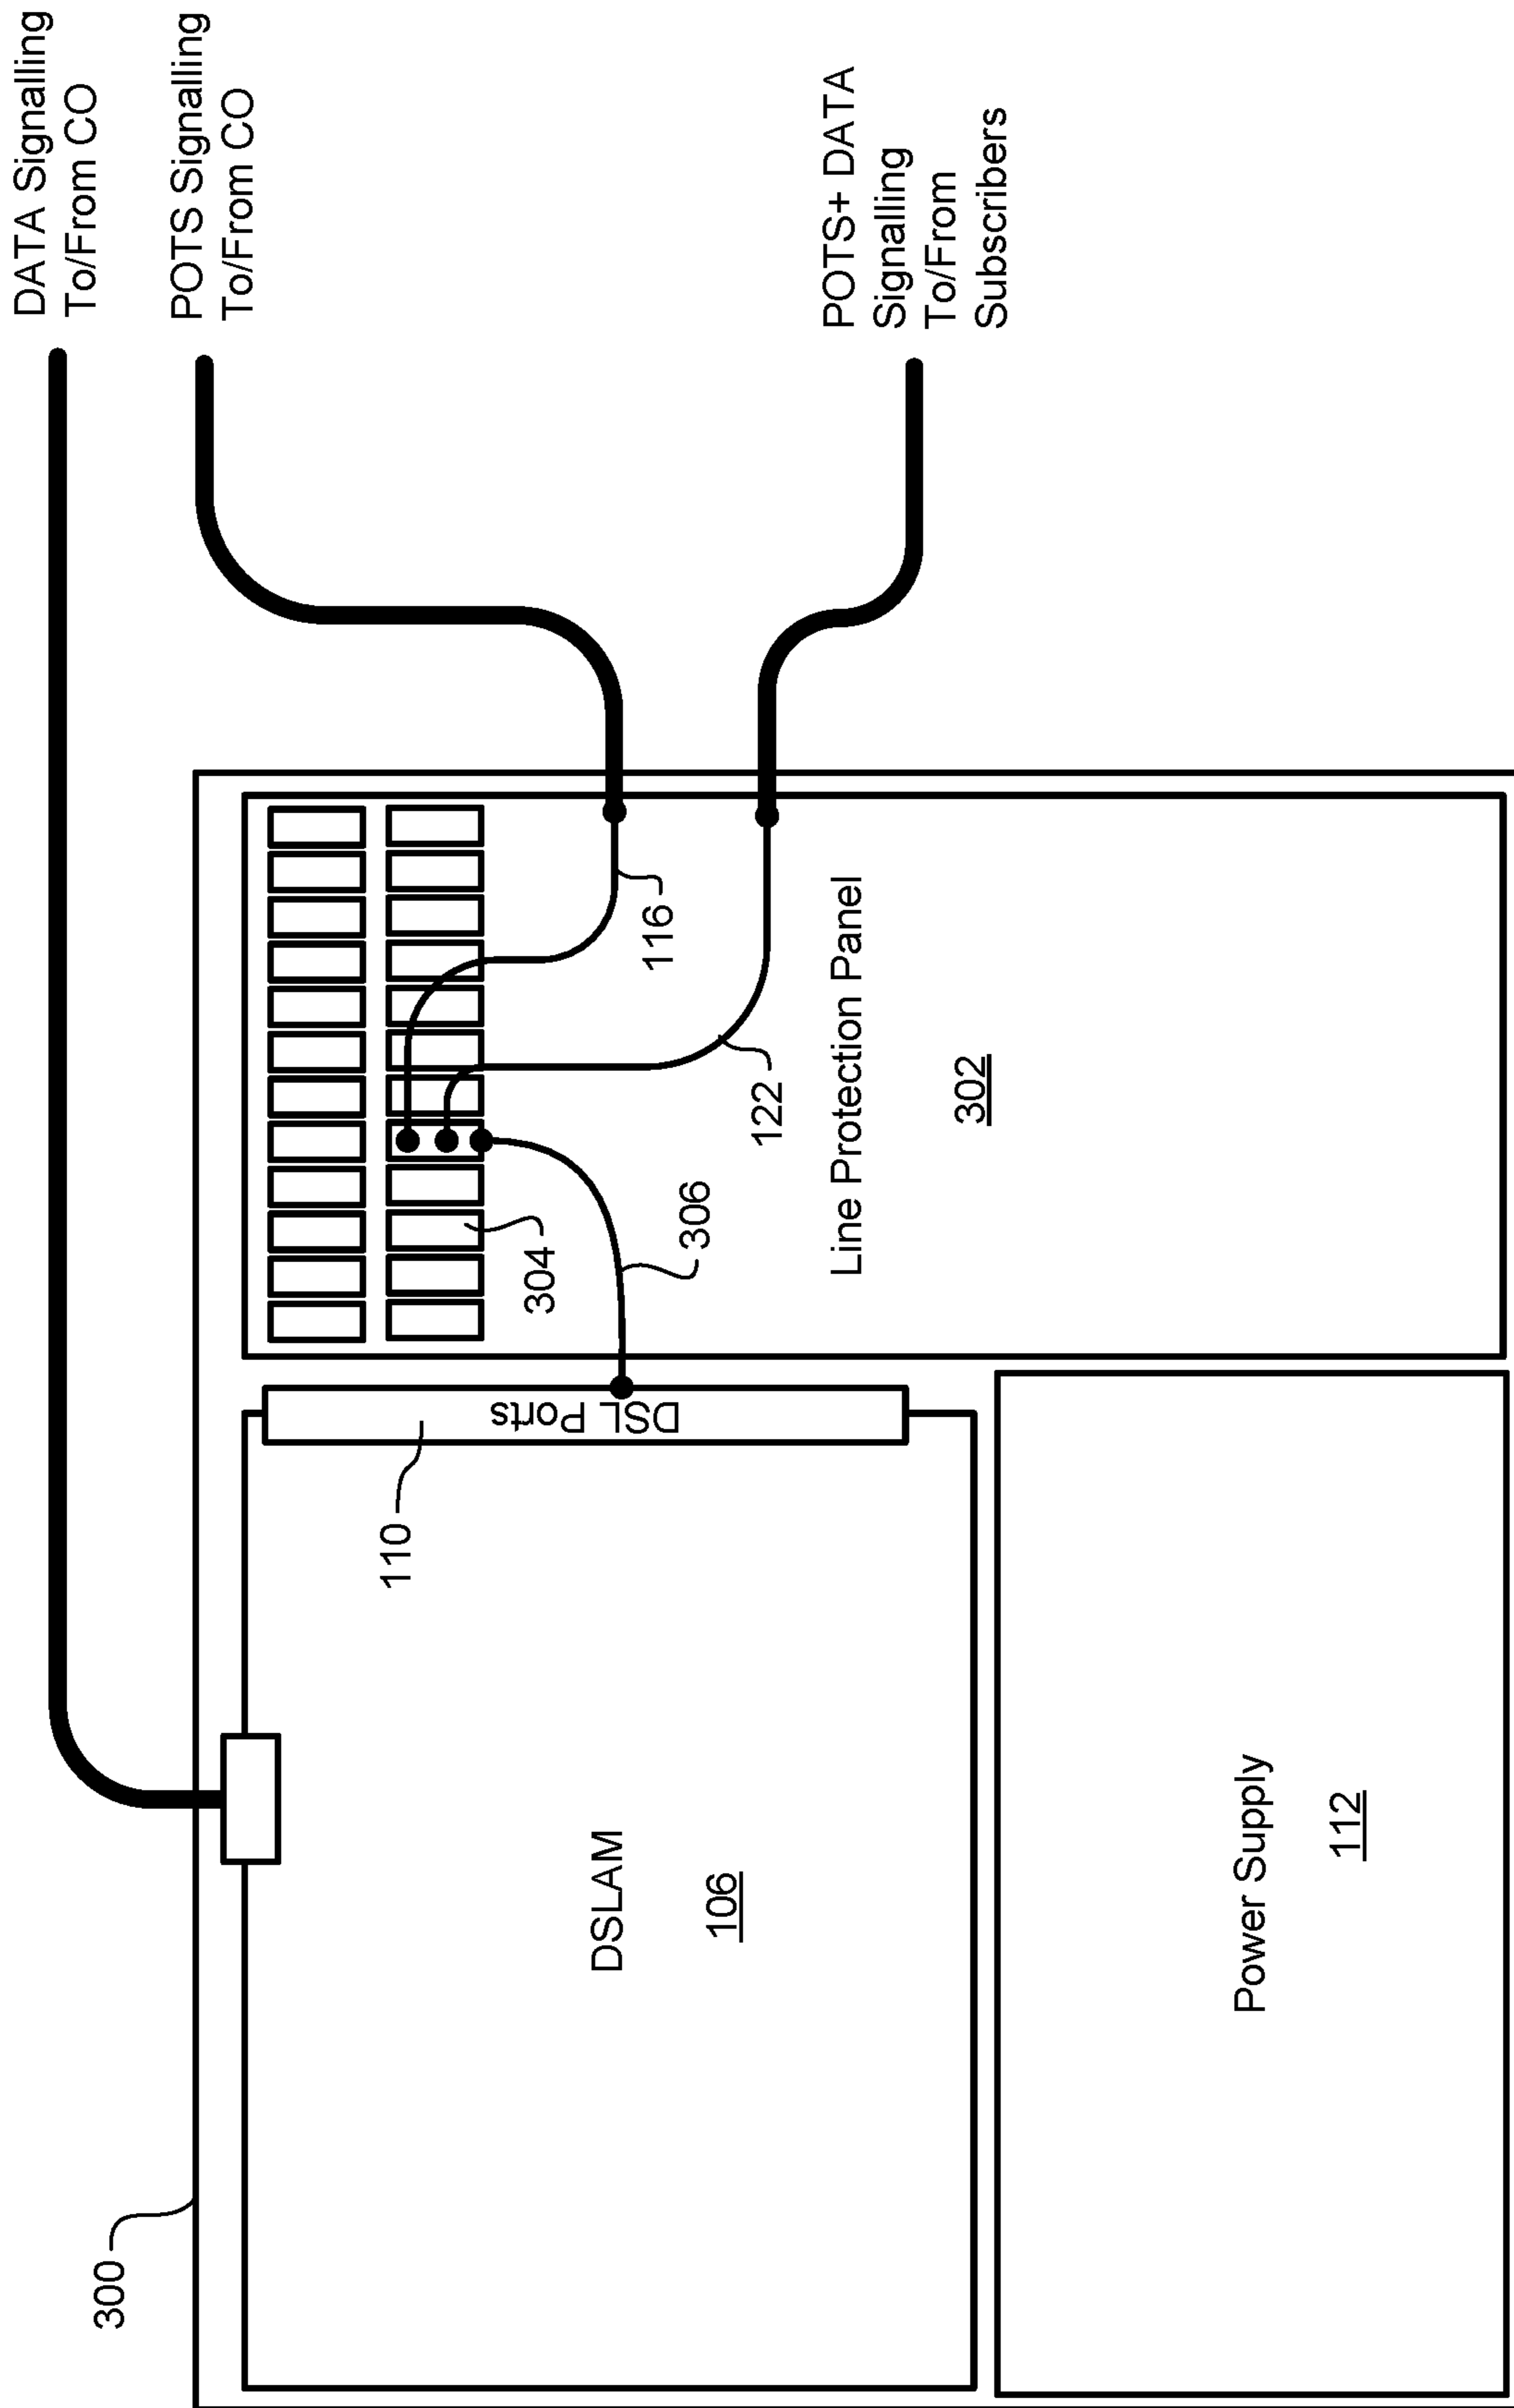 DATA Signalling
To/From CO
POTS Signalling
To/From CO
POTS+ DATA
Signalling
To/From
Subscribers
300
DSLAM
106
110
DSL Ports
304
306
116
122
Line Protection Panel
302
Power Supply
112